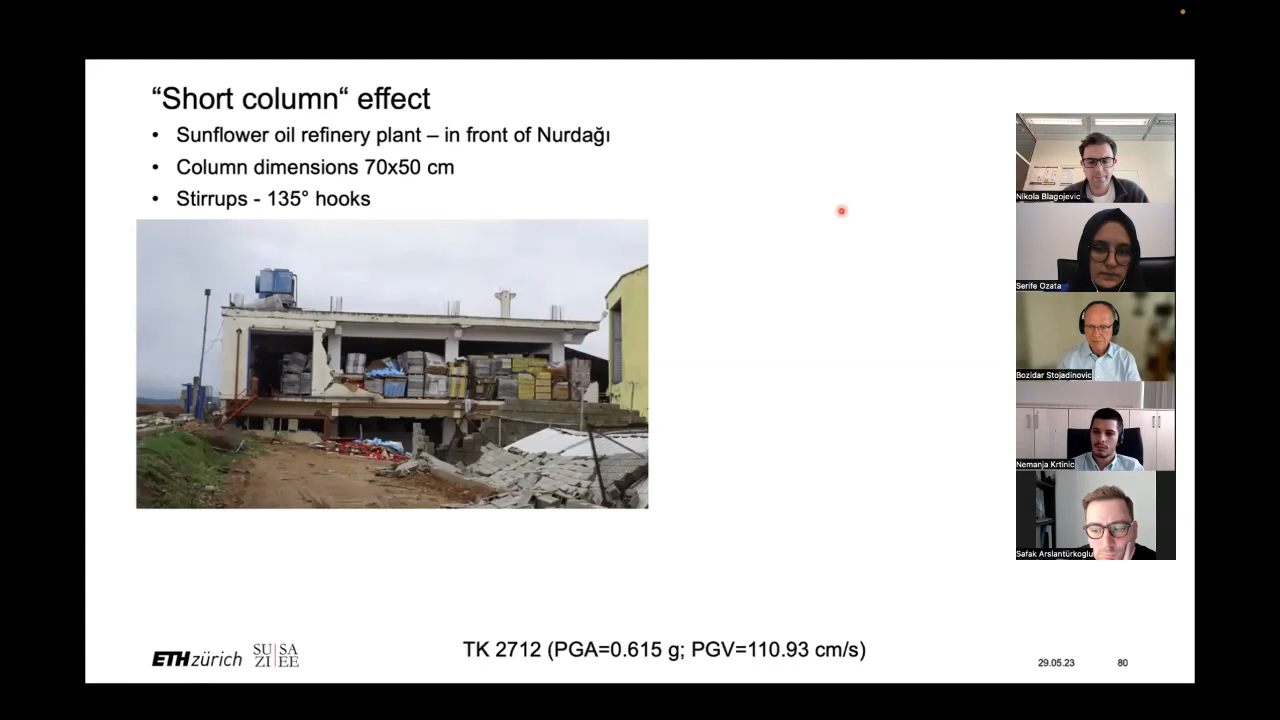 “Short column“ effect
• Sunflower oil refinery plant – in front of Nurdağı
• Column dimensions 70x50 cm
• Stirrups - 135° hooks
Nikola Blagojevic
Serife Ozata
Bozidar Stojadinovic
Nemanja Krtinic
Safak Arslantürkoglu
ETH zürich
SU|SA
ZI|EE
TK 2712 (PGA=0.615 g; PGV=110.93 cm/s)
29.05.23
80